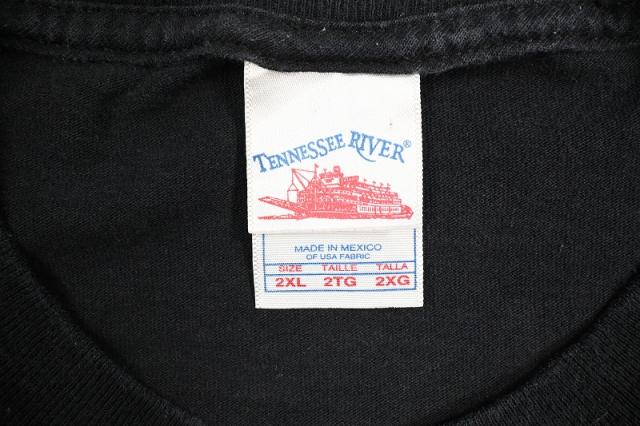 TENNESSEE RIVER®
MADE IN MEXICO
OF USA FABRIC
SIZE TAILLE TALLA
2XL 2TG 2XG